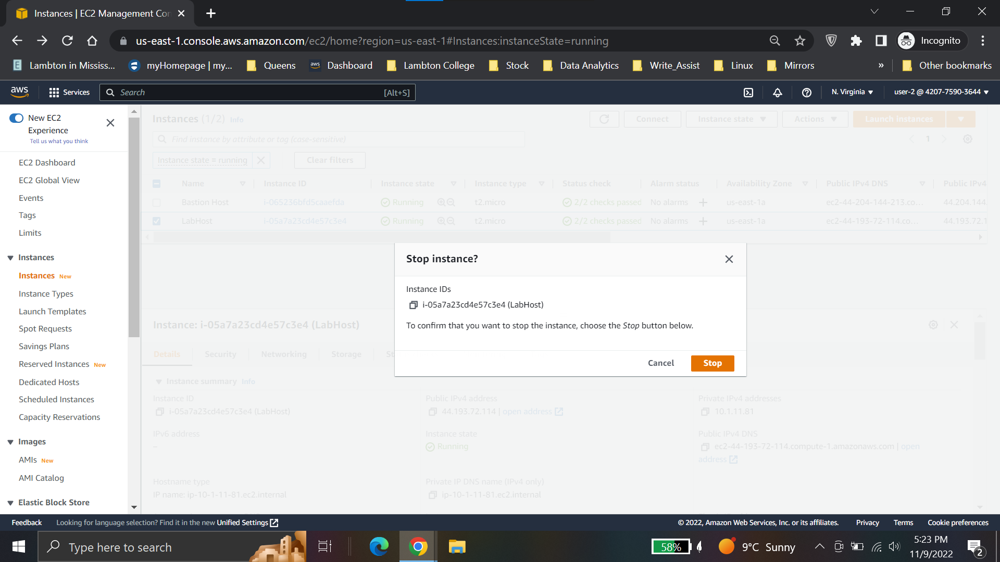 Instances | EC2 Management Con
us-east-1.console.aws.amazon.com/ec2/home?region=us-east-1#Instances:instanceState=running
Incognito
Lambton in Mississ... myHomepage | my... Queens aws Dashboard Lambton College Stock Data Analytics Write_Assist Linux Mirrors » Other bookmarks
aws Services Search [Alt+S] N. Virginia user-2 @ 4207-7590-3644
New EC2 Experience
Tell us what you think
EC2 Dashboard
EC2 Global View
Events
Tags
Limits
Instances
Instances New
Instance Types
Launch Templates
Spot Requests
Savings Plans
Reserved Instances New
Dedicated Hosts
Scheduled Instances
Capacity Reservations
Images
AMIs New
AMI Catalog
Elastic Block Store
Instances (1/2) Info Connect Instance state Actions Launch instances
Find instance by attribute or tag (case-sensitive) 1
Instance state = running Clear filters
Name Instance ID Instance state Instance type Status check Alarm status Availability Zone Public IPv4 DNS Public IPv4
Bastion Host i-065236bfd5caaefda Running t2.micro 2/2 checks passed No alarms + us-east-1a ec2-44-204-144-213.co... 44.204.144
LabHost i-05a7a23cd4e57c3e4 Running t2.micro 2/2 checks passed No alarms + us-east-1a ec2-44-193-72-114.co... 44.193.72.1
Stop instance?
Instance IDs
i-05a7a23cd4e57c3e4 (LabHost)
To confirm that you want to stop the instance, choose the Stop button below.
Cancel Stop
Instance: i-05a7a23cd4e57c3e4 (LabHost)
Details Security Networking Storage St
Instance summary Info
Instance ID
i-05a7a23cd4e57c3e4 (LabHost)
Public IPv4 address
44.193.72.114 | open address
Private IPv4 addresses
10.1.11.81
IPv6 address
–
Instance state
Running
Public IPv4 DNS
ec2-44-193-72-114.compute-1.amazonaws.com | open
address
Hostname type
IP name: ip-10-1-11-81.ec2.internal
Private IP DNS name (IPv4 only)
ip-10-1-11-81.ec2.internal
Feedback Looking for language selection? Find it in the new Unified Settings © 2022, Amazon Web Services, Inc. or its affiliates. Privacy Terms Cookie preferences
Type here to search 58% 9°C Sunny
5:23 PM
11/9/2022
2